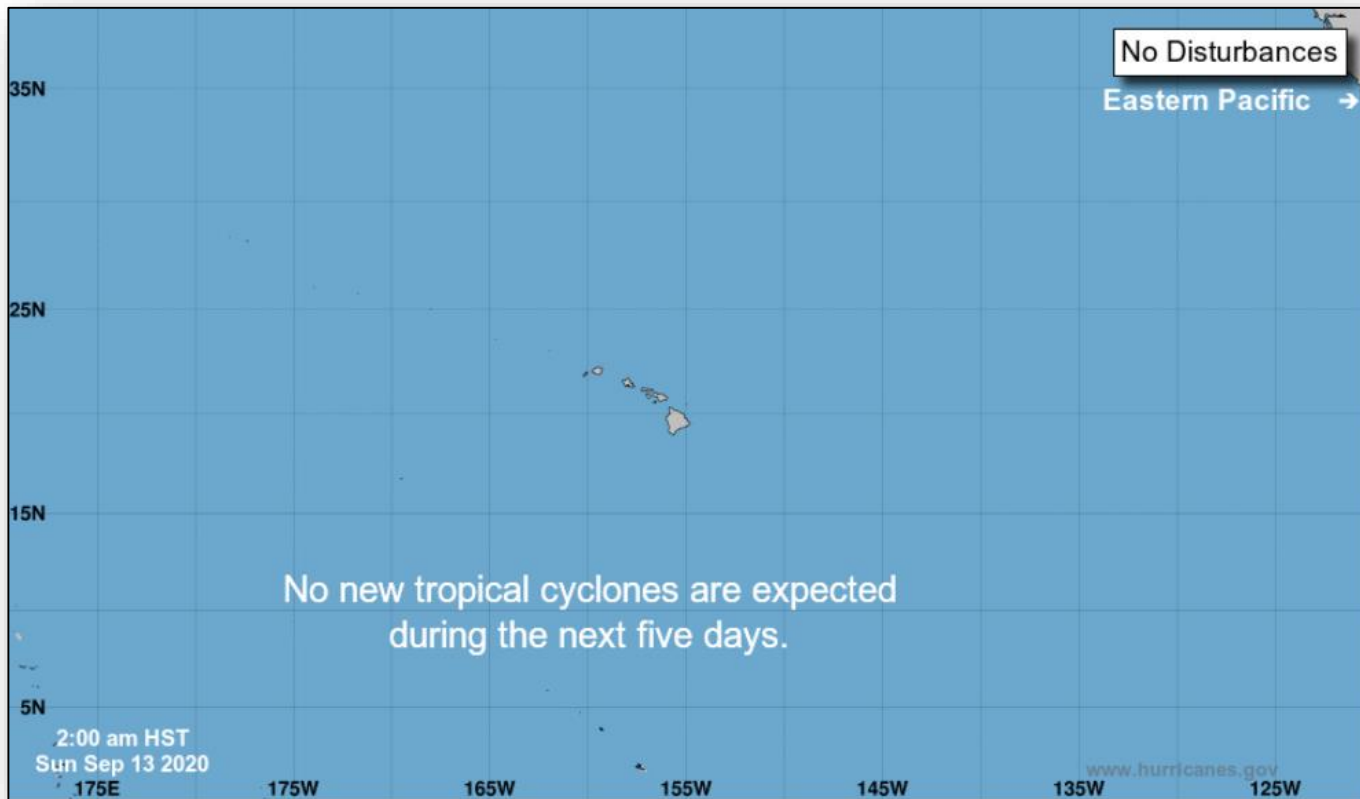 No Disturbances
Eastern Pacific →
35N
25N
15N
No new tropical cyclones are expected
during the next five days.
5N
2:00 am HST
Sun Sep 13 2020
www.hurricanes.gov
175E 175W 165W 155W 145W 135W 125W